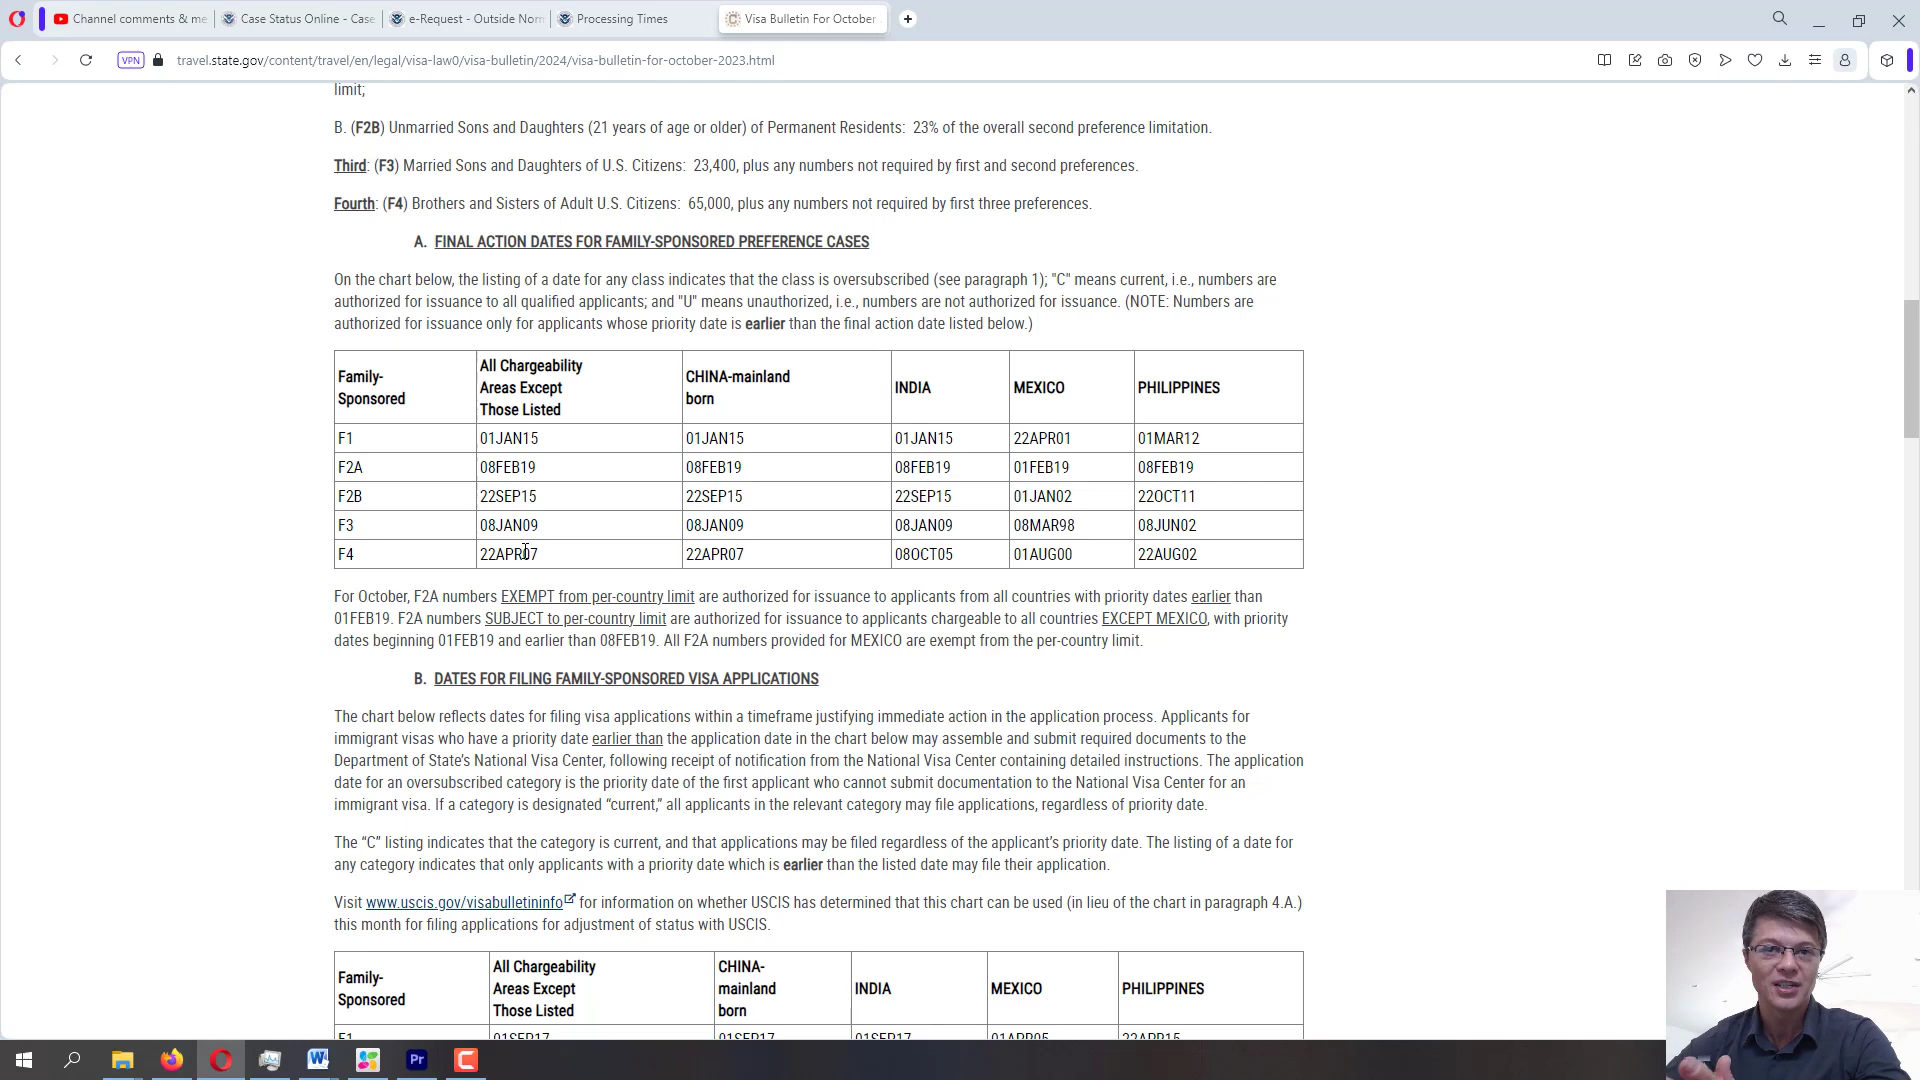 Channel comments & me
Case Status Online - Case
e-Request - Outside Norm
Processing Times
Visa Bulletin For October
VPN
travel.state.gov/content/travel/en/legal/visa-law0/visa-bulletin/2024/visa-bulletin-for-october-2023.html
limit;
B. (F2B) Unmarried Sons and Daughters (21 years of age or older) of Permanent Residents: 23% of the overall second preference limitation.
Third: (F3) Married Sons and Daughters of U.S. Citizens: 23,400, plus any numbers not required by first and second preferences.
Fourth: (F4) Brothers and Sisters of Adult U.S. Citizens: 65,000, plus any numbers not required by first three preferences.
A. FINAL ACTION DATES FOR FAMILY-SPONSORED PREFERENCE CASES
On the chart below, the listing of a date for any class indicates that the class is oversubscribed (see paragraph 1); "C" means current, i.e., numbers are
authorized for issuance to all qualified applicants; and "U" means unauthorized, i.e., numbers are not authorized for issuance. (NOTE: Numbers are
authorized for issuance only for applicants whose priority date is earlier than the final action date listed below.)
Family-
Sponsored
All Chargeability
Areas Except
Those Listed
CHINA-mainland
born
INDIA
MEXICO
PHILIPPINES
F1 01JAN15 01JAN15 01JAN15 22APR01 01MAR12
F2A 08FEB19 08FEB19 08FEB19 01FEB19 08FEB19
F2B 22SEP15 22SEP15 22SEP15 01JAN02 22OCT11
F3 08JAN09 08JAN09 08JAN09 08MAR98 08JUN02
F4 22APR07 22APR07 08OCT05 01AUG00 22AUG02
For October, F2A numbers EXEMPT from per-country limit are authorized for issuance to applicants from all countries with priority dates earlier than
01FEB19. F2A numbers SUBJECT to per-country limit are authorized for issuance to applicants chargeable to all countries EXCEPT MEXICO, with priority
dates beginning 01FEB19 and earlier than 08FEB19. All F2A numbers provided for MEXICO are exempt from the per-country limit.
B. DATES FOR FILING FAMILY-SPONSORED VISA APPLICATIONS
The chart below reflects dates for filing visa applications within a timeframe justifying immediate action in the application process. Applicants for
immigrant visas who have a priority date earlier than the application date in the chart below may assemble and submit required documents to the
Department of State's National Visa Center, following receipt of notification from the National Visa Center containing detailed instructions. The application
date for an oversubscribed category is the priority date of the first applicant who cannot submit documentation to the National Visa Center for an
immigrant visa. If a category is designated “current,” all applicants in the relevant category may file applications, regardless of priority date.
The “C” listing indicates that the category is current, and that applications may be filed regardless of the applicant’s priority date. The listing of a date for
any category indicates that only applicants with a priority date which is earlier than the listed date may file their application.
Visit www.uscis.gov/visabulletininfo for information on whether USCIS has determined that this chart can be used (in lieu of the chart in paragraph 4.A.)
this month for filing applications for adjustment of status with USCIS.
Family-
Sponsored
All Chargeability
Areas Except
Those Listed
CHINA-
mainland
born
INDIA
MEXICO
PHILIPPINES
F1 01SEP17 01SEP17 01SEP17 01APR05 22APR15
W
Pr